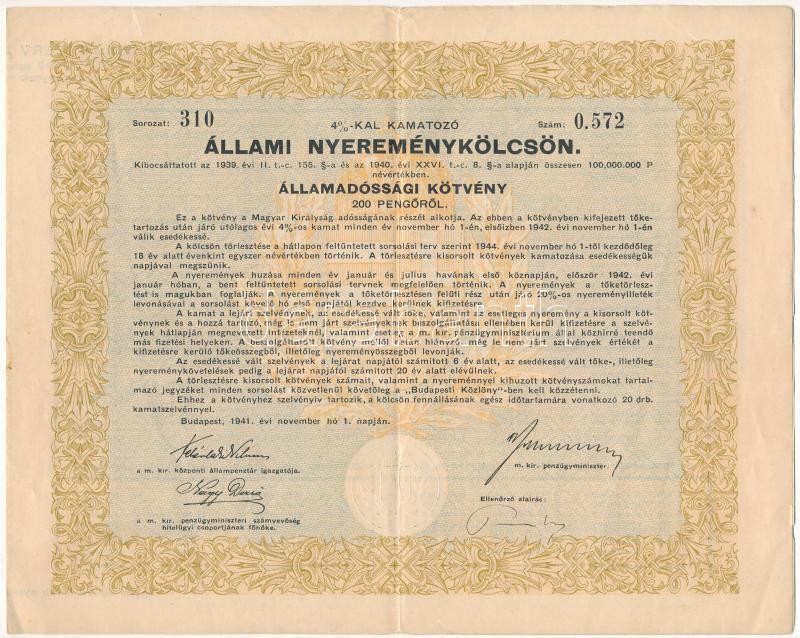 Sorozat: 310
4%-KAL KAMATOZÓ
Szám: 0.572
ÁLLAMI NYEREMÉNYKÖLCSÖN.
Kibocsáttatott az 1939. évi II. t.-c. 155. §-a és az 1940. évi XXVI. t.-c. 8. §-a alapján összesen 100,000.000 P
névértékben.
ÁLLAMADÓSSÁGI KÖTVÉNY
200 PENGŐRŐL.
Ez a kötvény a Magyar Királyság adósságának részét alkotja. Az ebben a kötvényben kifejezett tőke-
tartozás után járó utólagos évi 4%-os kamat minden év november hó 1-én, elsőízben 1942. évi november hó 1-én
válik esedékessé.
A kölcsön törlesztése a hátlapon feltüntetett sorsolási terv szerint 1944. évi november hó 1-től kezdődőleg
18 év alatt évenkint egyszer névértékben történik. A törlesztésre kisorsolt kötvények kamatozása esedékességük
napjával megszűnik.
A nyeremények huzása minden év január és julius havának első köznapján, először 1942. évi
január hóban, a bent feltüntetett sorsolási tervnek megfelelően történik. A nyeremények a tőketörlesz-
tést is magukban foglalják. A nyeremények a tőketörlesztésen felüli rész után járó %-os nyereményilleték
levonásával a sorsolást követő hó első napjától kezdve kerülnek kifizetésre.
A kamat a lejárt szelvények, az esedékessé vált tőke, valamint az esetleges nyeremény a kötvé-
nyeknek és a hozzá tartozó, még le nem járt szelvényeknek beszolgáltatása ellenében kerül kifizetésre a szelvé-
nyek hátlapján megnevezett intézeteknél, valamint esetleg a m. kir. pénzügyminisztérium által közhirré teendő
más fizetési helyeken. A beszolgáltatott kötvény mellől netán hiányzó még le nem járt szelvények értékét a
kifizetésre kerülő tőkeösszegből, illetőleg nyereményösszegből levonják.
Az esedékessé vált szelvények a lejárat napjától számított 6 év alatt, az esedékessé vált tőke-, illetőleg
nyereménykövetelések pedig a lejárat napjától számított 20 év alatt elévülnek.
A törlesztésre kisorsolt kötvények számait, valamint a nyereménnyel kihuzott kötvényszámokat tartal-
mazó jegyzéket minden sorsolást közvetlenül követőleg a „Budapesti Közlöny"-ben kell közzétenni.
Ehhez a kötvényhez szelvényív tartozik, a kölcsön fennállásának egész időtartamára vonatkozó 20 drb.
kamatszelvénnyel.
Budapest, 1941. évi november hó 1. napján.
a m. kir. központi állampénztár igazgatója.
m. kir. pénzügyminiszter.
Nagy
Ellenőrző aláírás:
a m. kir. pénzügyminiszteri számvevőség
hitelügyi csoportjának főnöke.